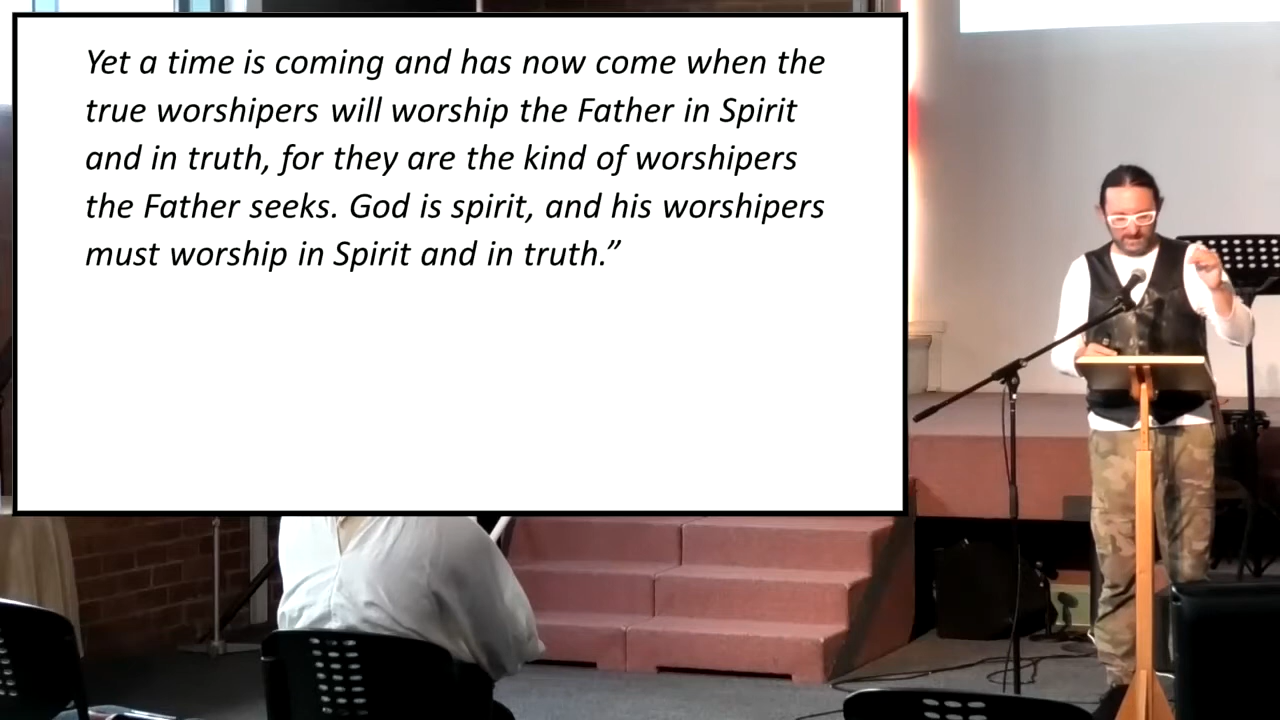 Yet a time is coming and has now come when the
true worshipers will worship the Father in Spirit
and in truth, for they are the kind of worshipers
the Father seeks. God is spirit, and his worshipers
must worship in Spirit and in truth.”